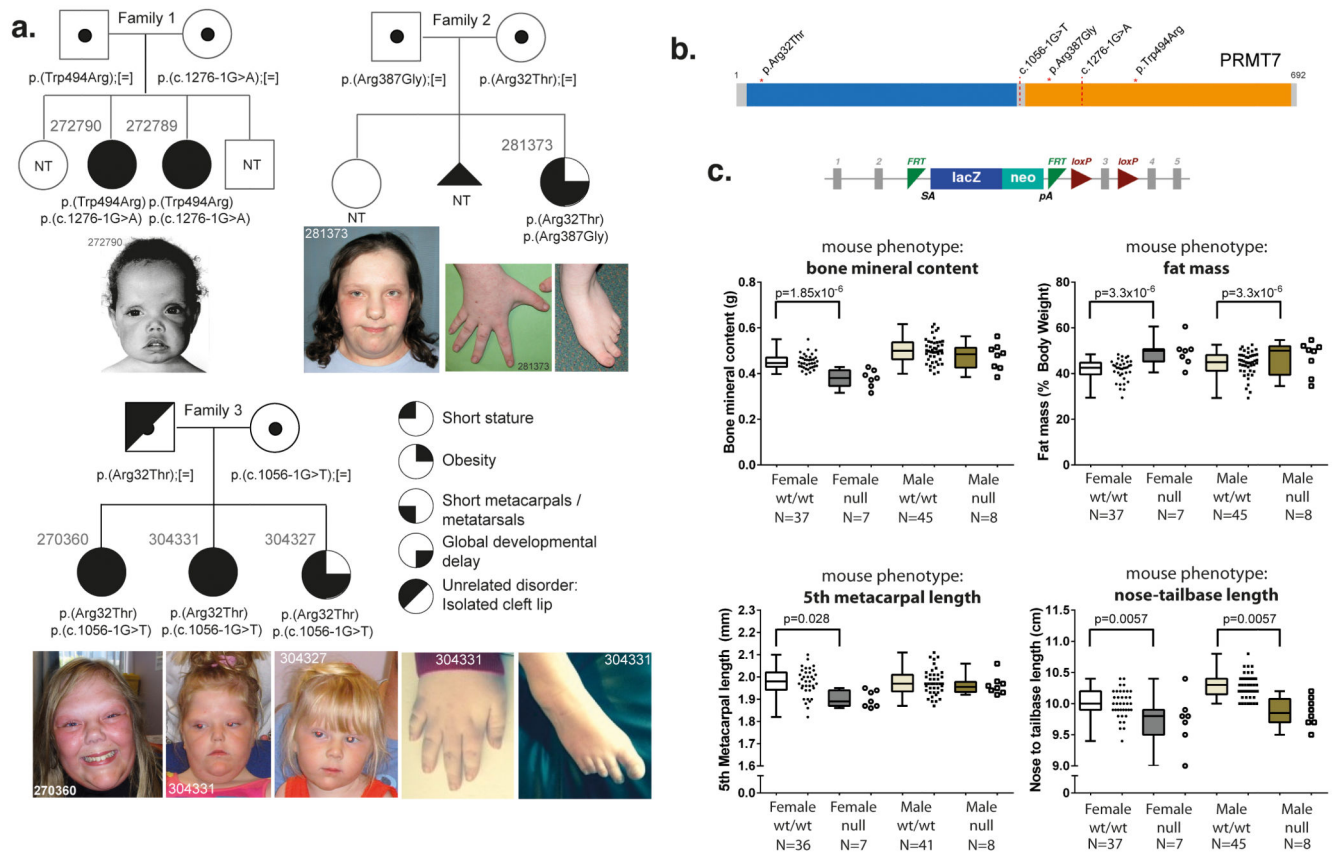 a.
Family 1
p.(Trp494Arg);[=]
p.(c.1276-1G>A);[=]
272790
272789
NT
NT
p.(Trp494Arg)
p.(c.1276-1G>A)
p.(Trp494Arg)
p.(c.1276-1G>A)
272790
Family 2
p.(Arg387Gly);[=]
p.(Arg32Thr);[=]
281373
NT
NT
p.(Arg32Thr)
p.(Arg387Gly)
281373
281373
Family 3
p.(Arg32Thr);[=]
p.(c.1056-1G>T);[=]
270360
304331
304327
p.(Arg32Thr)
p.(c.1056-1G>T)
p.(Arg32Thr)
p.(c.1056-1G>T)
p.(Arg32Thr)
p.(c.1056-1G>T)
Short stature
Obesity
Short metacarpals /
metatarsals
Global developmental
delay
Unrelated disorder:
Isolated cleft lip
270360
304331
304327
304331
304331
b.
1
p.Arg32Thr
c.1056-1G>T
p.Arg387Gly
c.1276-1G>A
p.Trp494Arg
PRMT7
692
* * *
c.
1 2 FRT FRT loxP 3 loxP 4 5
lacZ neo
SA pA
mouse phenotype:
bone mineral content
Bone mineral content (g)
0.8
0.6
0.4
0.2
0.0
p=1.85x10-6
Female Female Male Male
wt/wt null wt/wt null
N=37 N=7 N=45 N=8
mouse phenotype:
fat mass
Fat mass (% Body Weight)
80
60
40
20
0
p=3.3x10-6 p=3.3x10-6
Female Female Male Male
wt/wt null wt/wt null
N=37 N=7 N=45 N=8
mouse phenotype:
5th metacarpal length
5th Metacarpal length (mm)
2.3
2.2
2.1
2.0
1.9
1.8
1.7
1.6
0.0
p=0.028
Female Female Male Male
wt/wt null wt/wt null
N=36 N=7 N=41 N=8
mouse phenotype:
nose-tailbase length
Nose to tailbase length (cm)
11.5
11.0
10.5
10.0
9.5
9.0
0
p=0.0057 p=0.0057
Female Female Male Male
wt/wt null wt/wt null
N=37 N=7 N=45 N=8